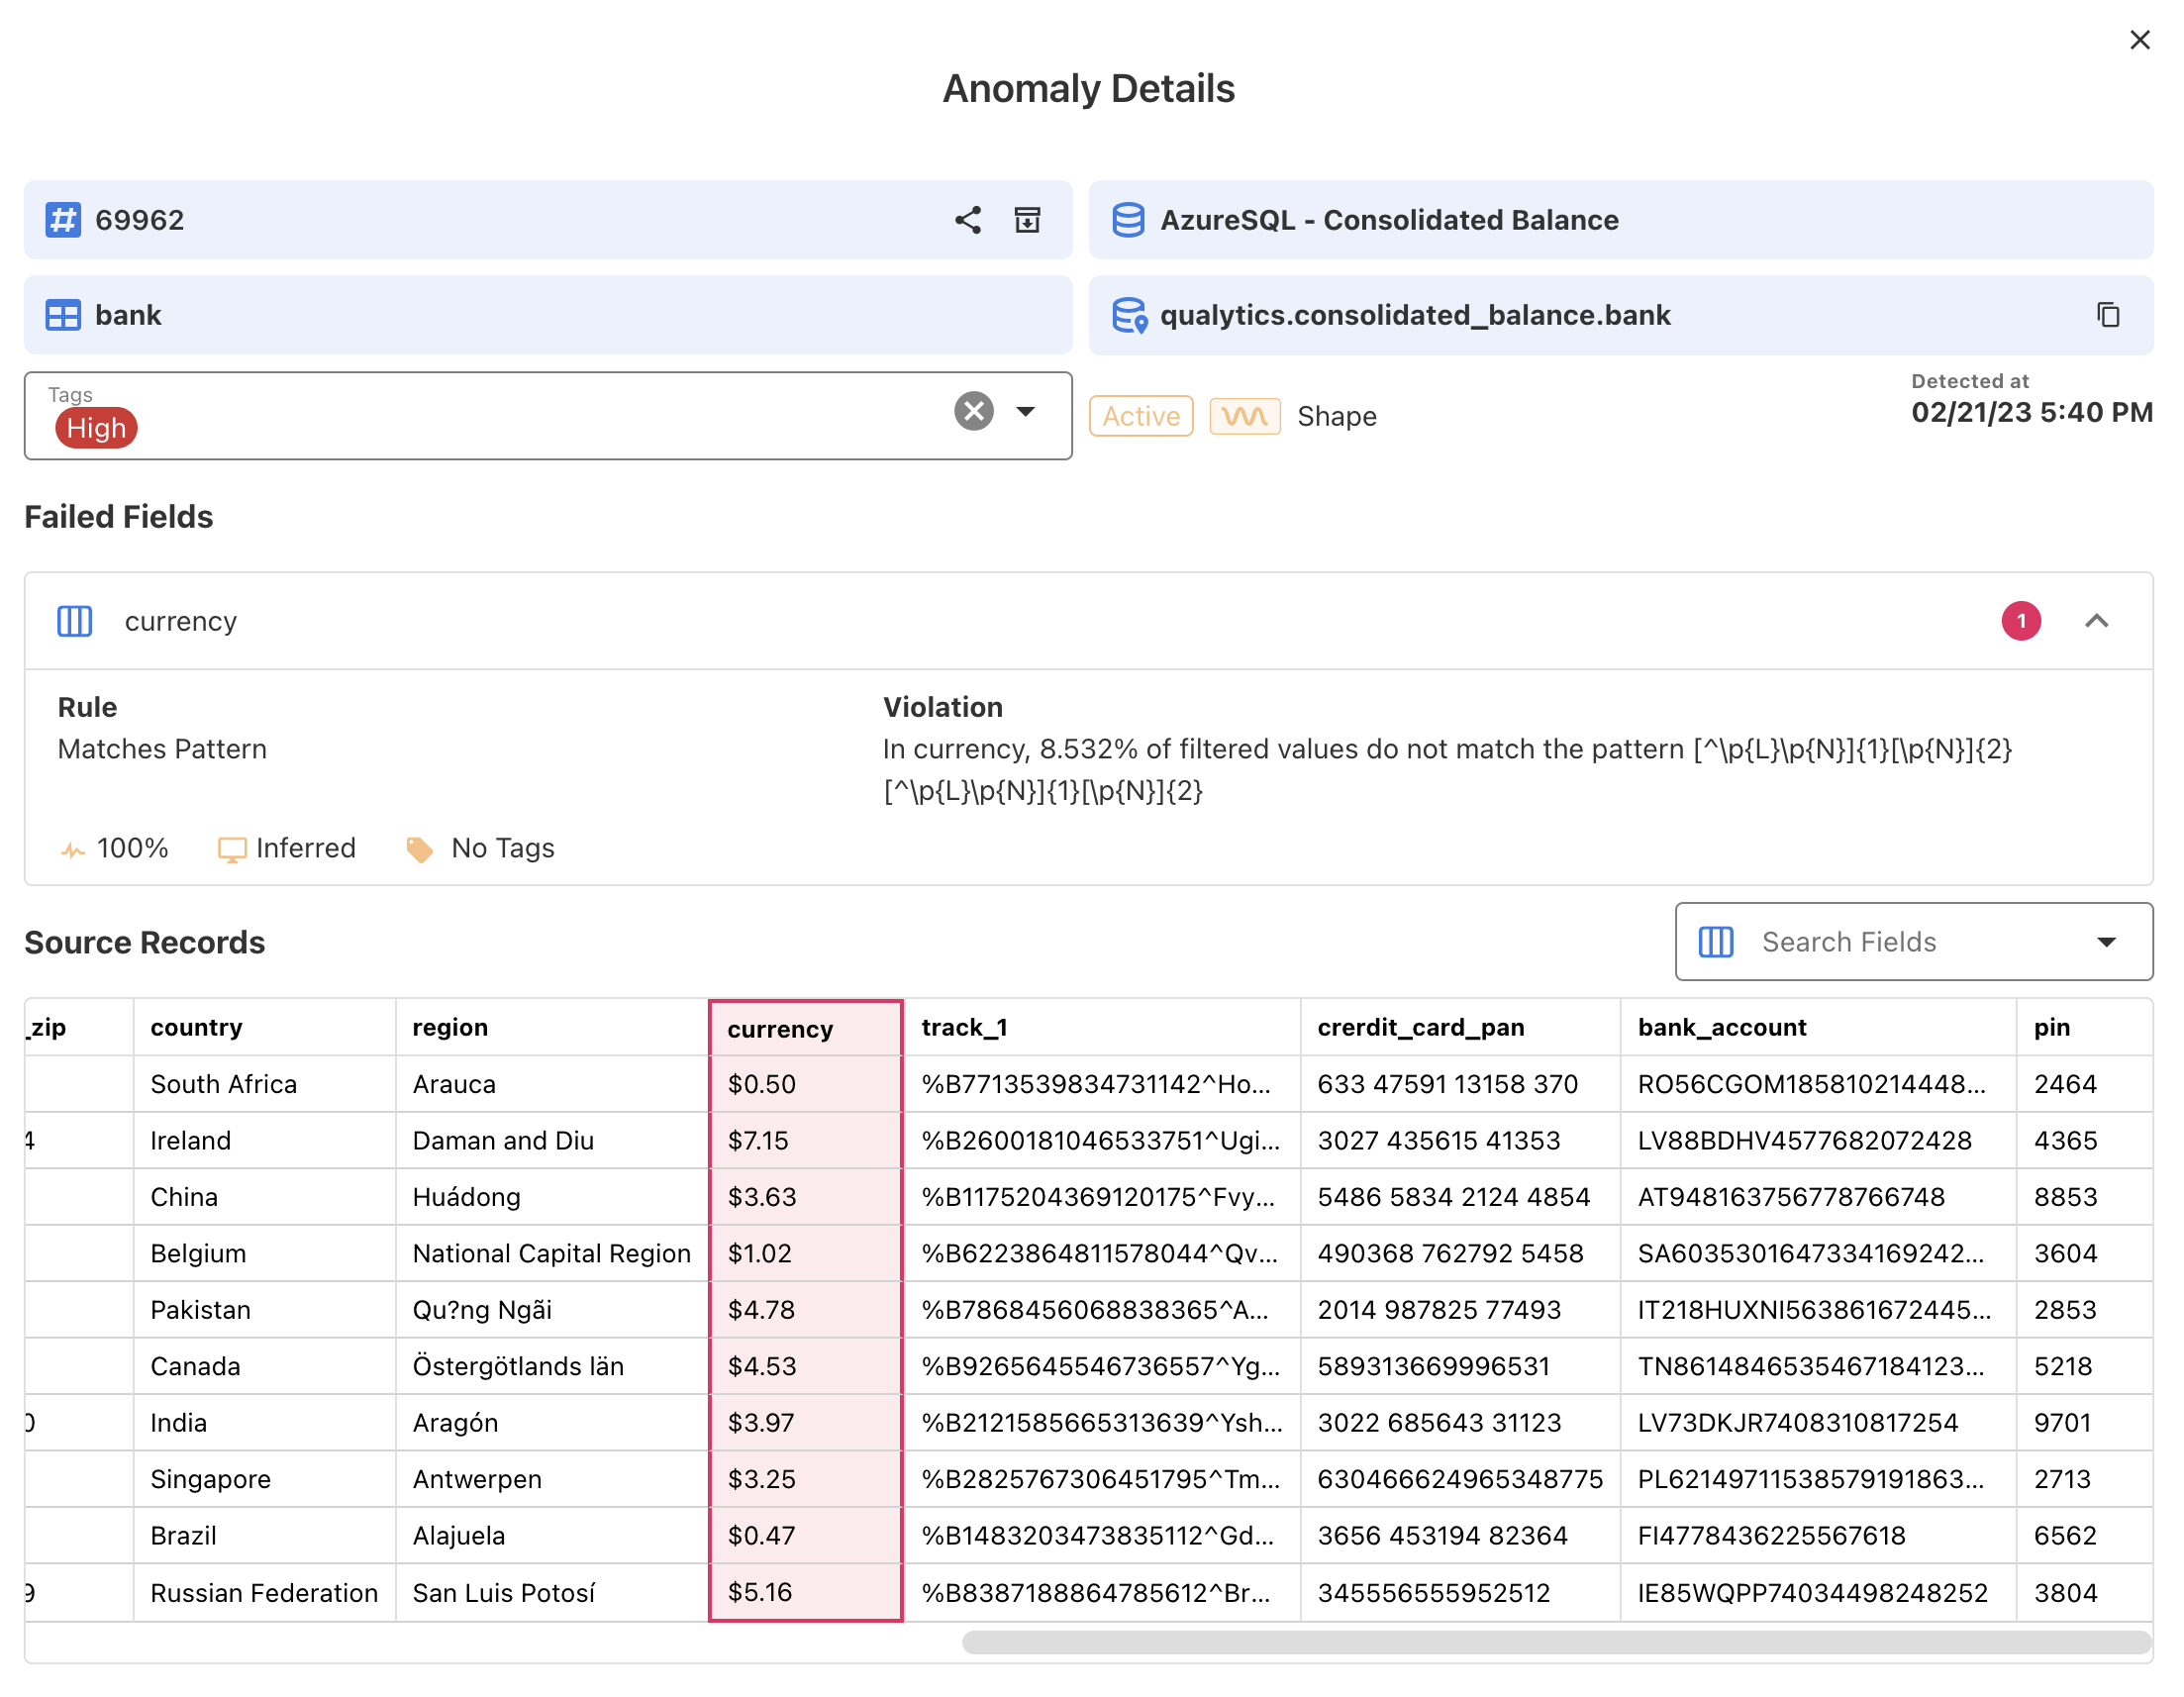 Anomaly Details
69962
AzureSQL - Consolidated Balance
bank
qualytics.consolidated_balance.bank
Tags
High
Active
Shape
Detected at
02/21/23 5:40 PM
Failed Fields
currency
1
Rule
Violation
Matches Pattern
In currency, 8.532% of filtered values do not match the pattern [^\p{L}\p{N}]{1}[\p{N}]{2}
[^\p{L}\p{N}]{1}[\p{N}]{2}
100% Inferred No Tags
Source Records
Search Fields
_zip country region currency track_1 crerdit_card_pan bank_account pin
South Africa Arauca $0.50 %B7713539834731142^Ho... 633 47591 13158 370 RO56CGOM185810214448... 2464
4 Ireland Daman and Diu $7.15 %B2600181046533751^Ugi... 3027 435615 41353 LV88BDHV4577682072428 4365
China Huádong $3.63 %B1175204369120175^Fvy... 5486 5834 2124 4854 AT948163756778766748 8853
Belgium National Capital Region $1.02 %B6223864811578044^Qv... 490368 762792 5458 SA6035301647334169242... 3604
Pakistan Qu?ng Ngãi $4.78 %B7868456068838365^A... 2014 987825 77493 IT218HUXNI563861672445... 2853
Canada Östergötlands län $4.53 %B9265645546736557^Yg... 589313669996531 TN8614846535467184123... 5218
0 India Aragón $3.97 %B2121585665313639^Ysh... 3022 685643 31123 LV73DKJR7408310817254 9701
Singapore Antwerpen $3.25 %B2825767306451795^Tm... 630466624965348775 PL62149711538579191863... 2713
Brazil Alajuela $0.47 %B1483203473835112^Gd... 3656 453194 82364 FI4778436225567618 6562
9 Russian Federation San Luis Potosí $5.16 %B8387188864785612^Br... 345556555952512 IE85WQPP74034498248252 3804